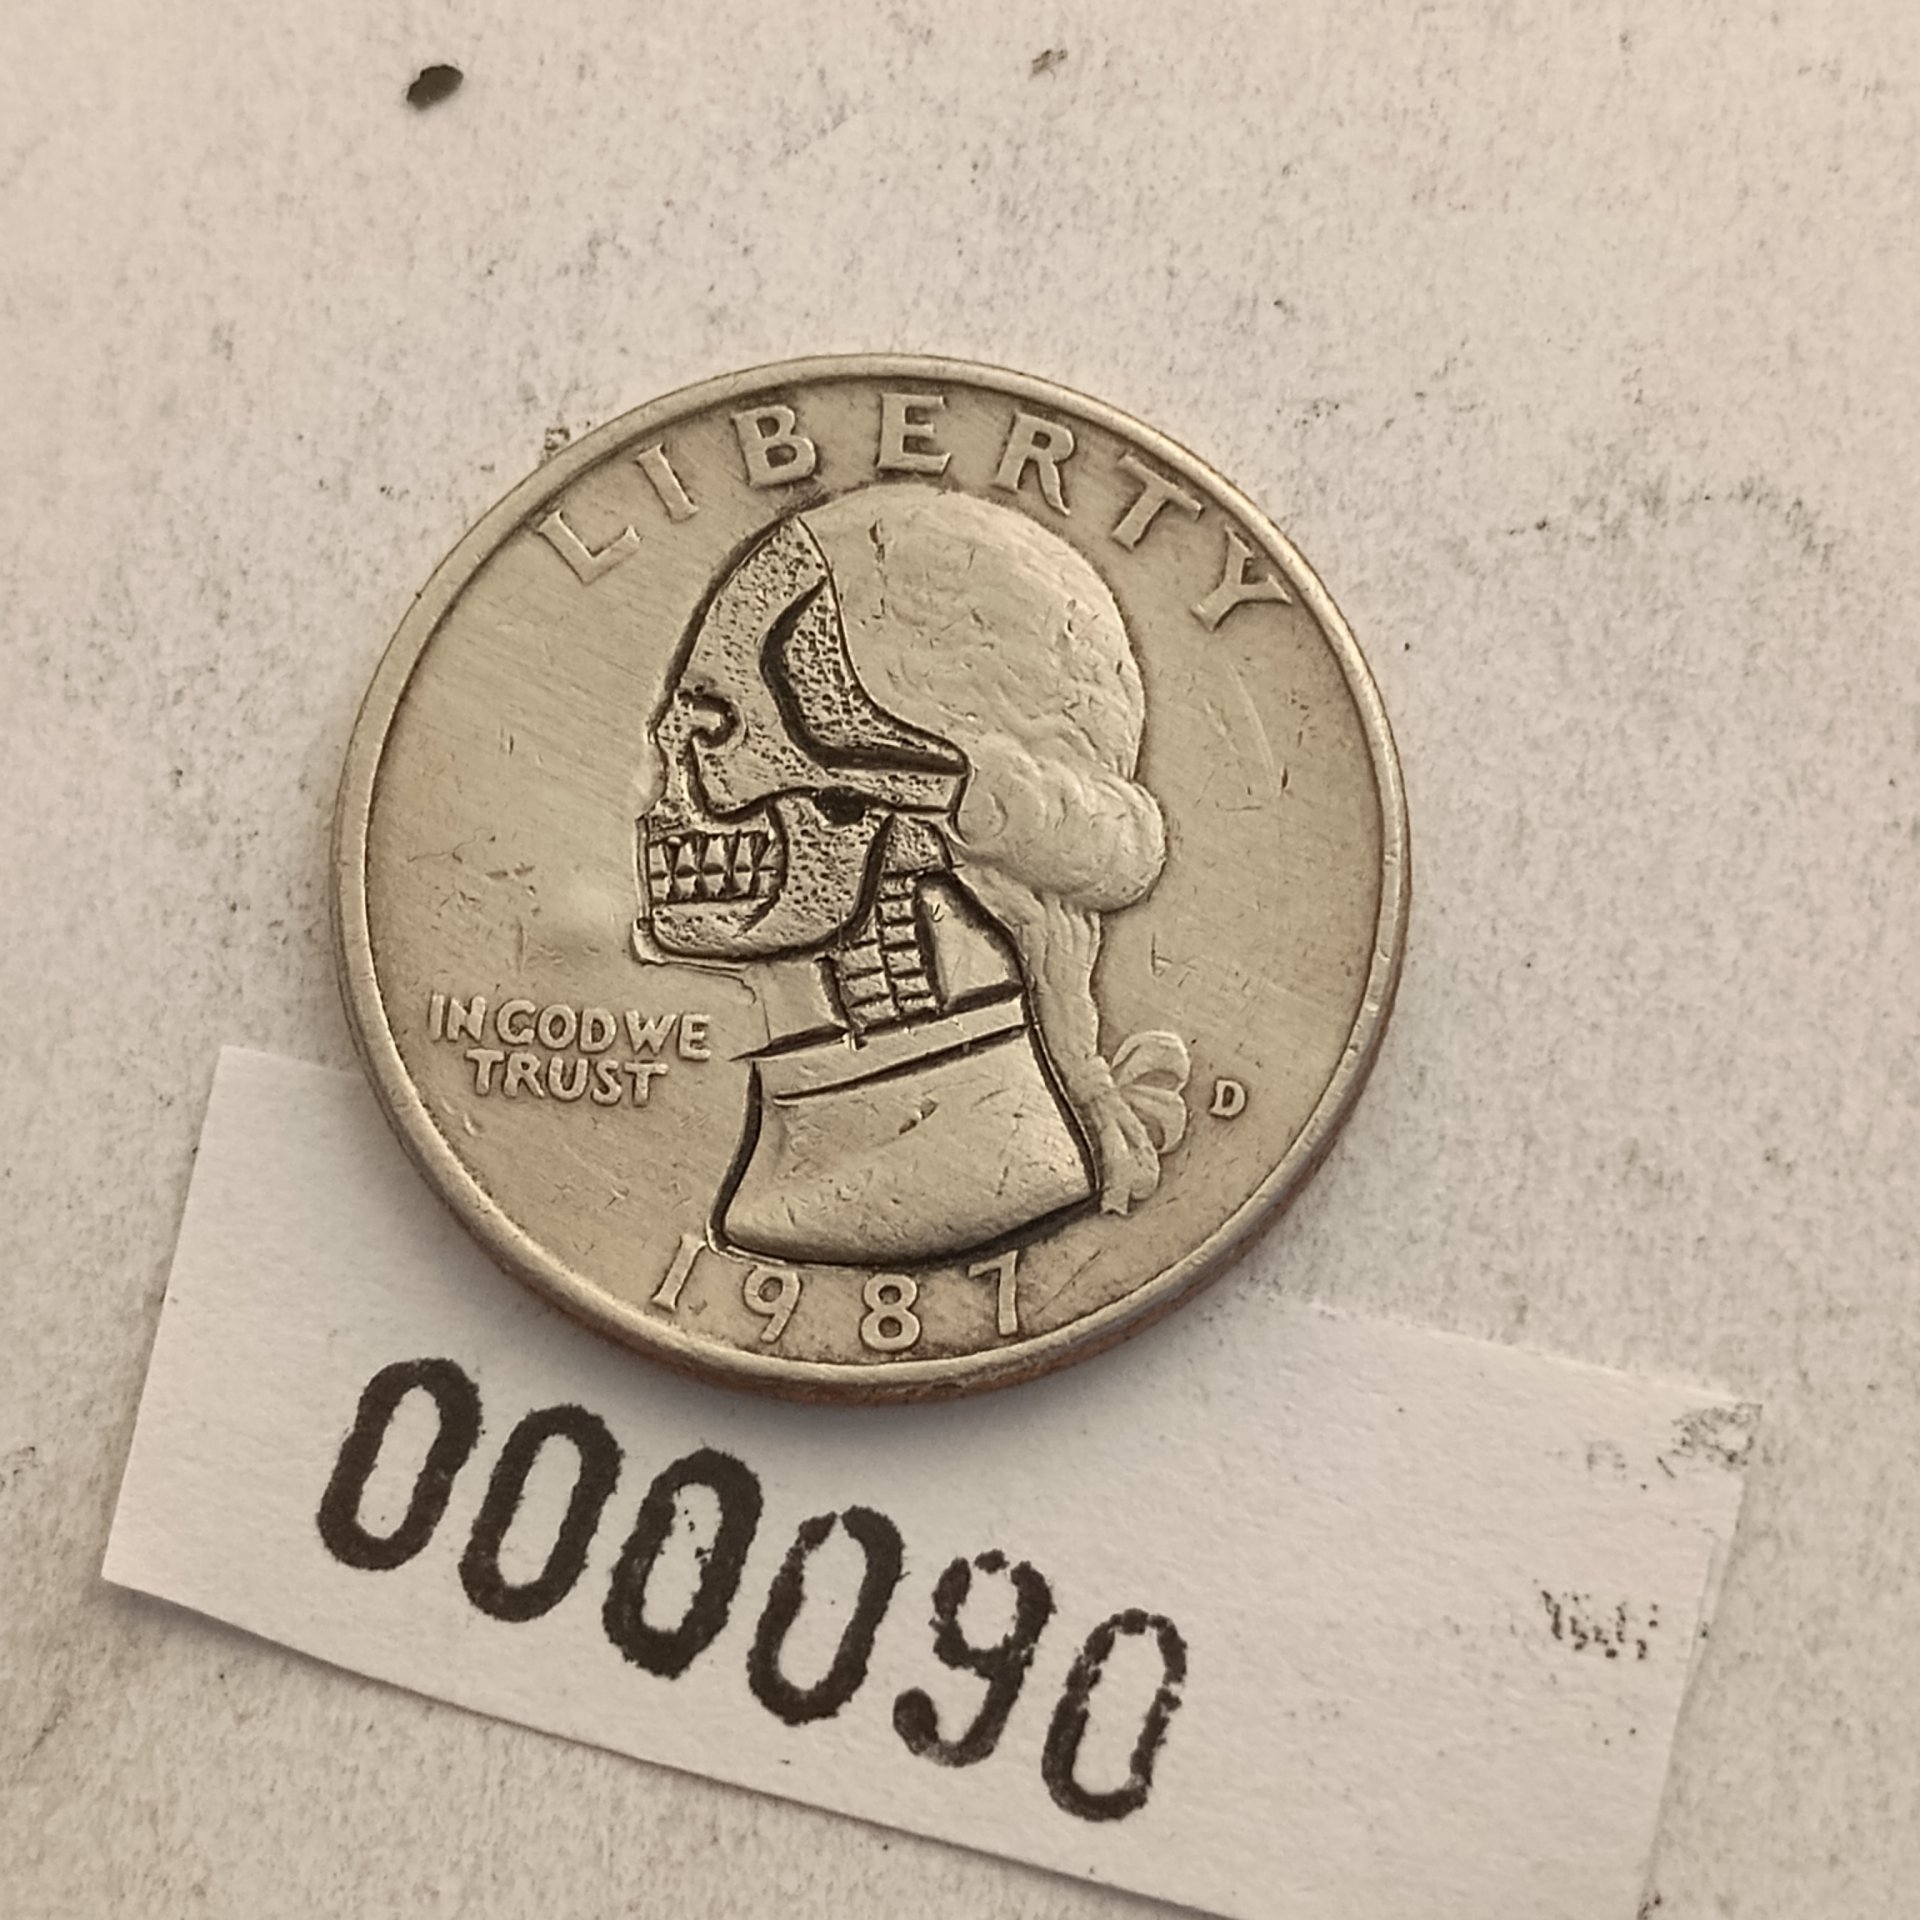 LIBERTY
IN GOD WE
TRUST
D
1987
000090